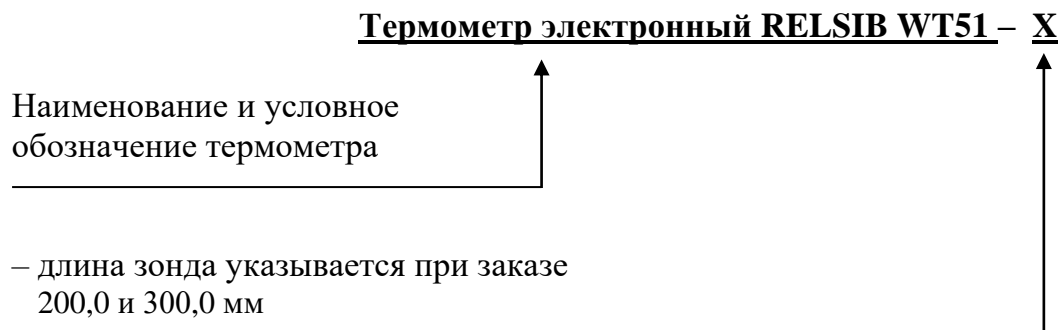 Термометр электронный RELSIB WT51 – X
Наименование и условное
обозначение термометра
– длина зонда указывается при заказе
200,0 и 300,0 мм